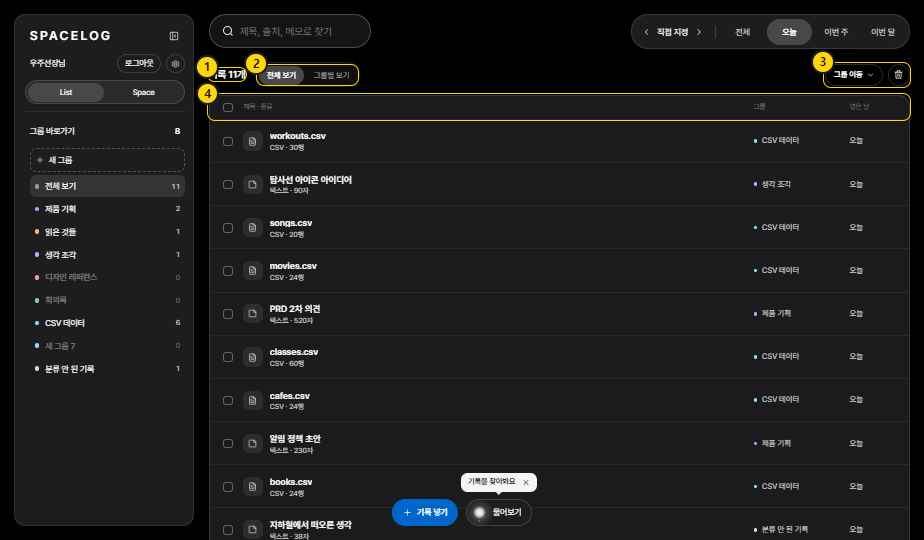 SPACELOG
우주선장님
로그아웃
List
Space
그룹 바로가기
8
+ 새 그룹
전체 보기 11
제품 기획 2
읽은 것들 1
생각 조각 1
디자인 레퍼런스 0
회의록 0
CSV 데이터 6
새 그룹 7 0
분류 안 된 기록 1
제목, 출처, 메모로 찾기
직접 지정
전체
오늘
이번 주
이번 달
1
록 11개
2
전체 보기
그룹별 보기
3
그룹 이동
4
제목 · 종류
그룹
workouts.csv
CSV · 30행
CSV 데이터
오늘
탐사선 아이콘 아이디어
텍스트 · 90자
생각 조각
오늘
songs.csv
CSV · 20행
CSV 데이터
오늘
movies.csv
CSV · 24행
CSV 데이터
오늘
PRD 2차 의견
텍스트 · 520자
제품 기획
오늘
classes.csv
CSV · 60행
CSV 데이터
오늘
cafes.csv
CSV · 24행
CSV 데이터
오늘
알림 정책 초안
텍스트 · 230자
제품 기획
오늘
books.csv
CSV · 24행
CSV 데이터
오늘
지하철에서 떠오른 생각
텍스트 · 38자
분류 안 된 기록
오늘
기록을 찾아봐요 ×
+ 기록 넣기
물어보기